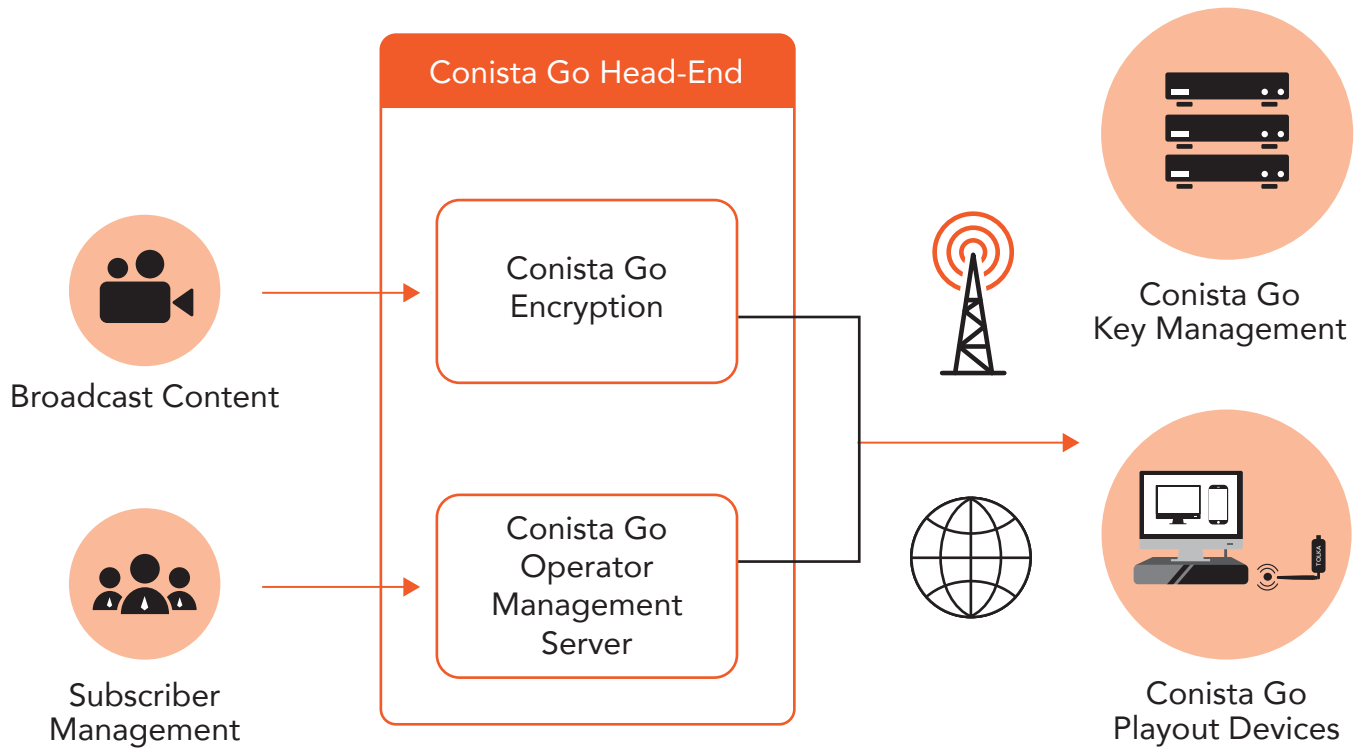 Conista Go Head-End
Broadcast Content
Subscriber
Management
Conista Go
Encryption
Conista Go
Operator
Management
Server
Conista Go
Key Management
TOLKA
Conista Go
Playout Devices